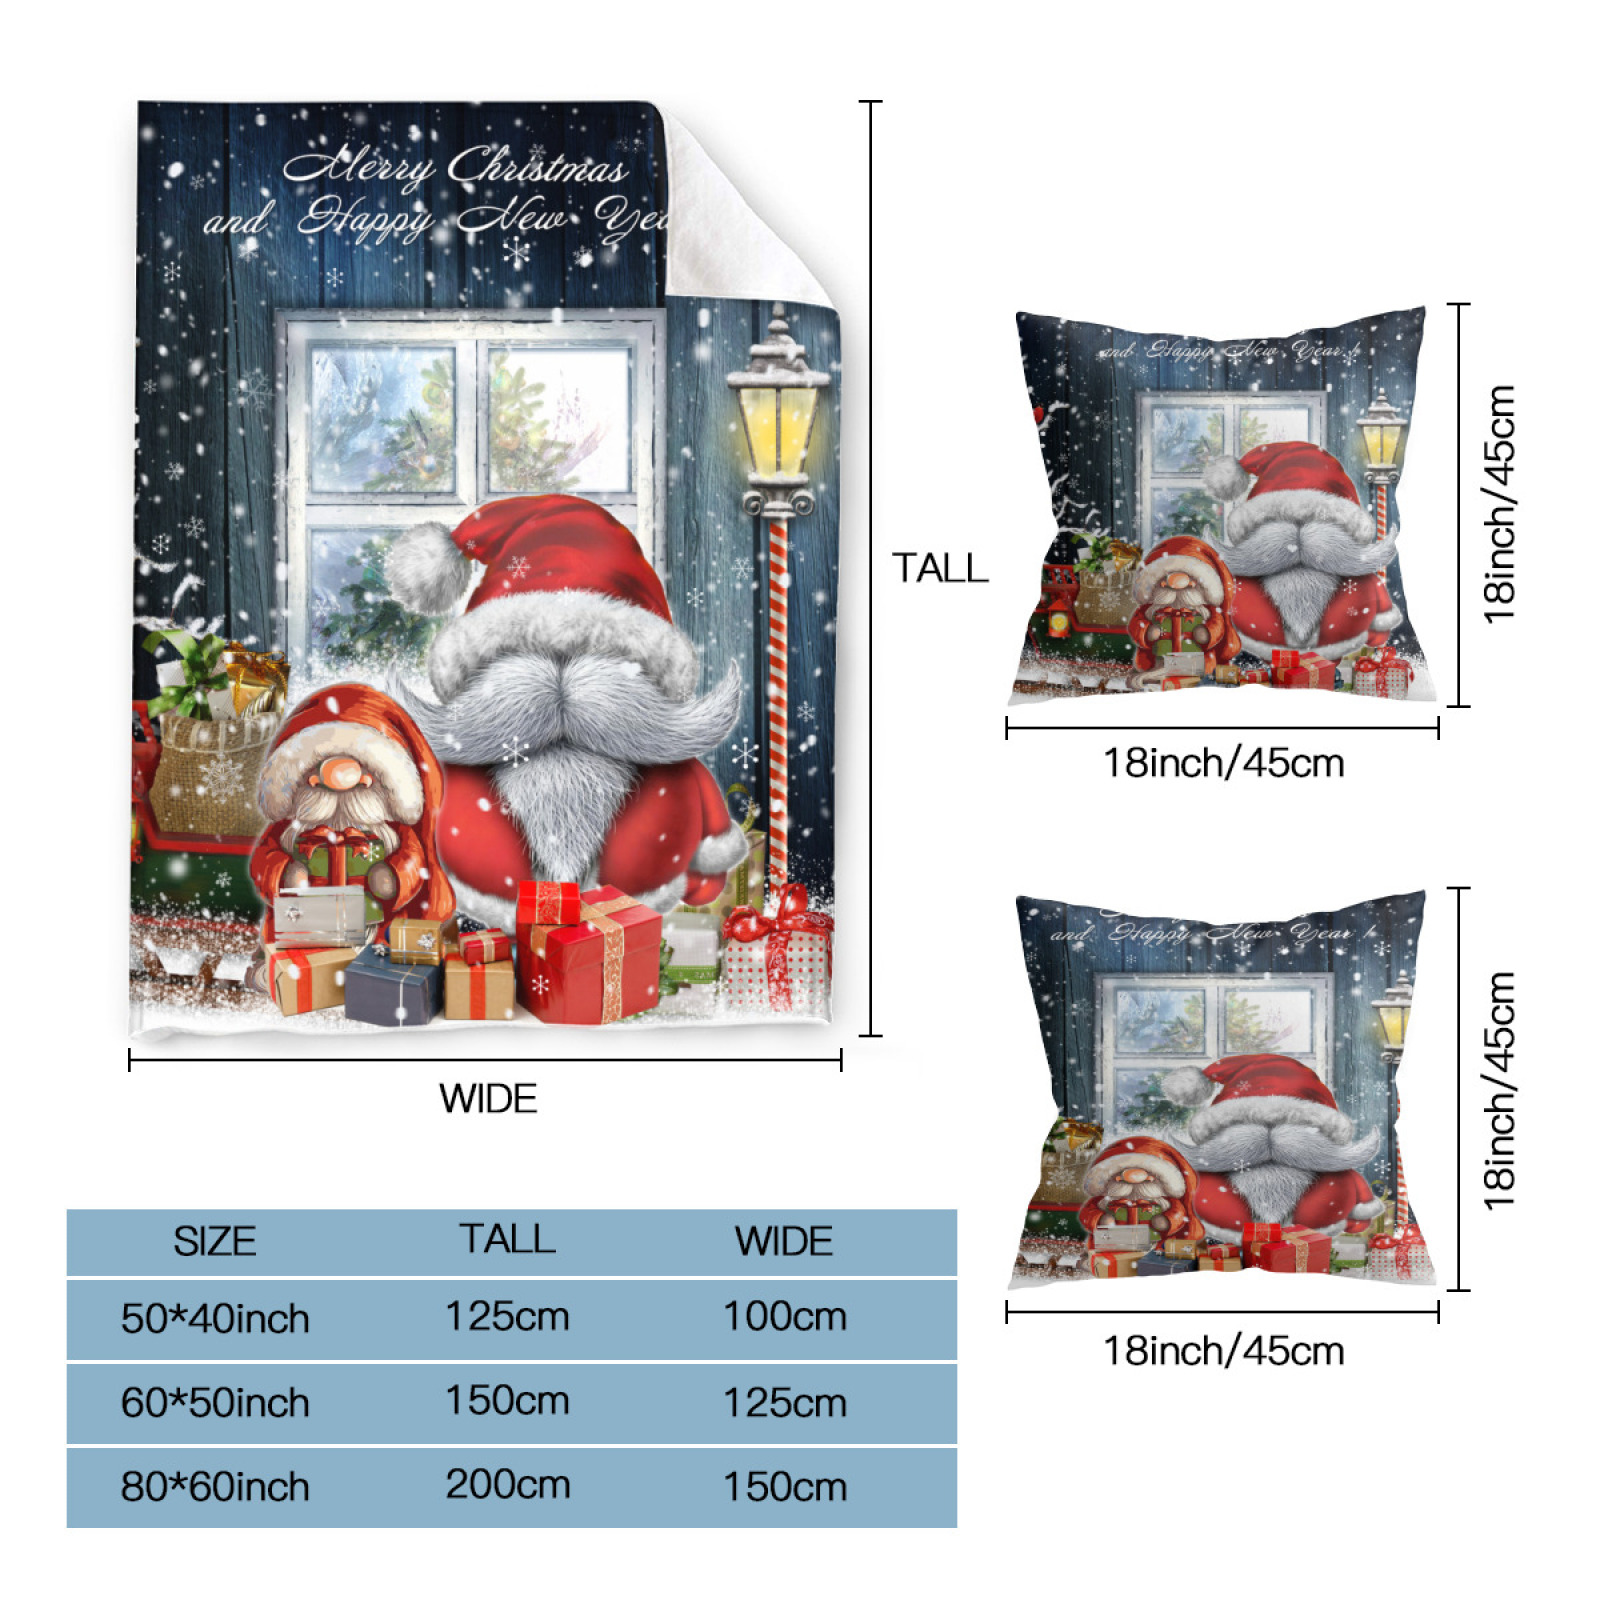 Merry Christmas
and Happy New
TALL
WIDE
and Happy New Year !
18inch/45cm
18inch/45cm
and Happy New Year !
18inch/45cm
18inch/45cm
SIZE TALL WIDE
50*40inch 125cm 100cm
60*50inch 150cm 125cm
80*60inch 200cm 150cm